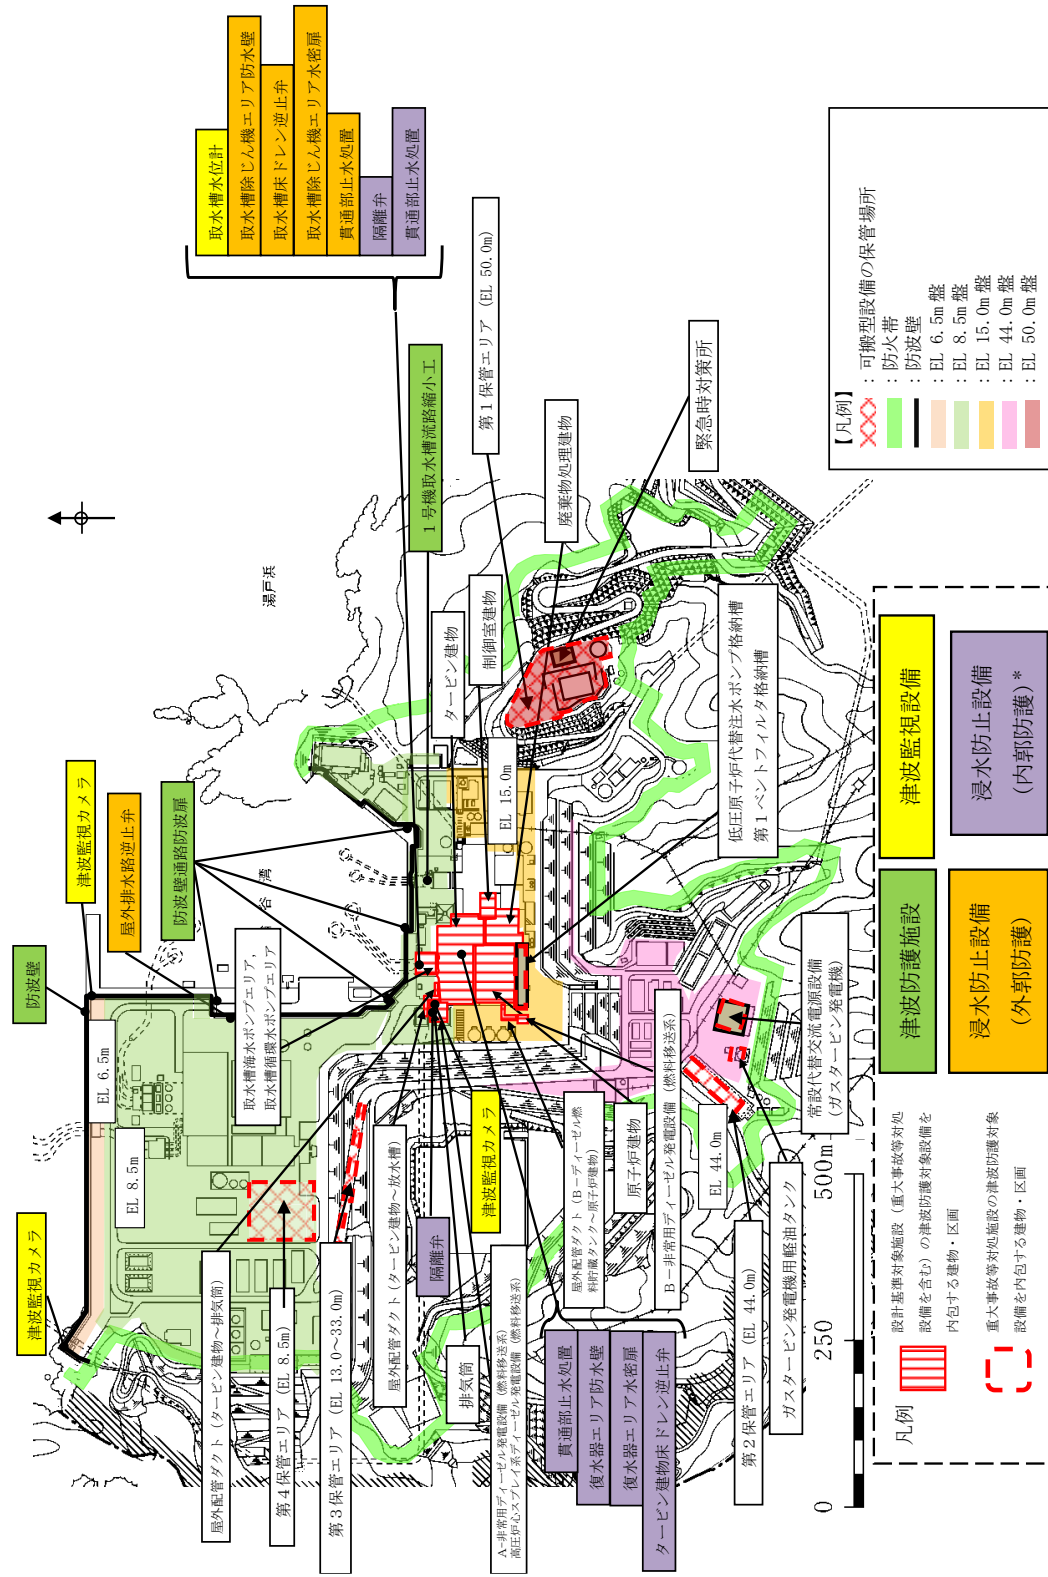 津波監視カメラ
防波壁
津波監視カメラ
屋外排水路逆止弁
防波壁通路防波扉
取水槽海水ポンプエリア,
取水槽循環水ポンプエリア
EL 6.5m
EL 8.5m
取水槽水位計
取水槽除じん機エリア防水壁
取水槽床ドレン逆止弁
取水槽除じん機エリア水密扉
貫通部止水処置
隔離弁
貫通部止水処置
1号機取水槽流路縮小工
第1保管エリア (EL 50.0m)
湯戸浜
谷
湾
タービン建物
制御室建物
廃棄物処理建物
緊急時対策所
EL 15.0m
低圧原子炉代替注水ポンプ格納槽
第1ベントフィルタ格納槽
屋外配管ダクト(タービン建物~排気筒)
第4保管エリア (EL 8.5m)
第3保管エリア (EL 13.0~33.0m)
屋外配管ダクト(タービン建物~放水槽)
隔離弁
排気筒
津波監視カメラ
A-非常用ディーゼル発電設備(燃料移送系)
高圧炉心スプレイ系ディーゼル発電設備(燃料移送系)
屋外配管ダクト(B-ディーゼル燃
料貯蔵タンク~原子炉建物)
原子炉建物
B-非常用ディーゼル発電設備(燃料移送系)
貫通部止水処置
復水器エリア防水壁
復水器エリア水密扉
タービン建物床ドレン逆止弁
EL 44.0m
第2保管エリア (EL 44.0m)
ガスタービン発電機用軽油タンク
常設代替交流電源設備
(ガスタービン発電機)
0
250
500m
【凡例】
:可搬型設備の保管場所
:防火帯
:防波壁
:EL 6.5m盤
:EL 8.5m盤
:EL 15.0m盤
:EL 44.0m盤
:EL 50.0m盤
凡例
設計基準対象施設(重大事故等対処
設備を含む)の津波防護対象設備を
内包する建物・区画
重大事故等対処施設の津波防護対象
設備を内包する建物・区画
津波防護施設
津波監視設備
浸水防止設備
(外郭防護)
浸水防止設備
(内郭防護)*